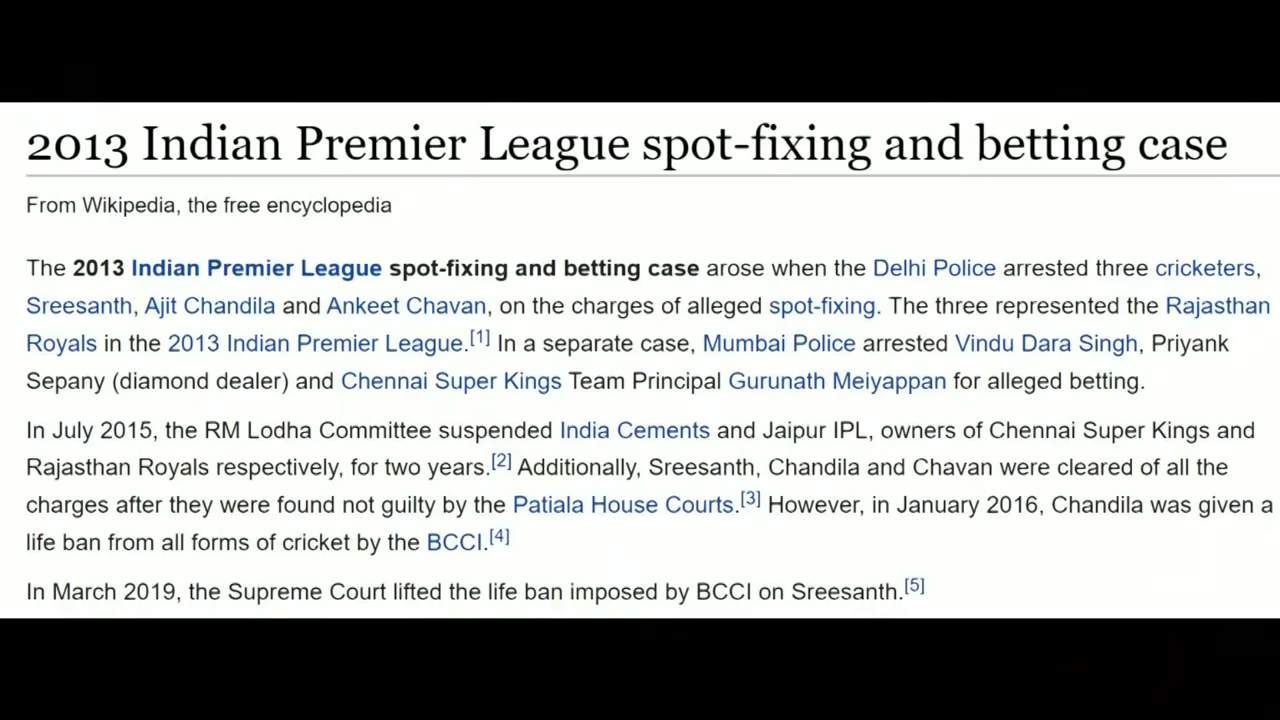 2013 Indian Premier League spot-fixing and betting case
From Wikipedia, the free encyclopedia
The 2013 Indian Premier League spot-fixing and betting case arose when the Delhi Police arrested three cricketers,
Sreesanth, Ajit Chandila and Ankeet Chavan, on the charges of alleged spot-fixing. The three represented the Rajasthan
Royals in the 2013 Indian Premier League.[1] In a separate case, Mumbai Police arrested Vindu Dara Singh, Priyank
Sepany (diamond dealer) and Chennai Super Kings Team Principal Gurunath Meiyappan for alleged betting.
In July 2015, the RM Lodha Committee suspended India Cements and Jaipur IPL, owners of Chennai Super Kings and
Rajasthan Royals respectively, for two years.[2] Additionally, Sreesanth, Chandila and Chavan were cleared of all the
charges after they were found not guilty by the Patiala House Courts.[3] However, in January 2016, Chandila was given a
life ban from all forms of cricket by the BCCI.[4]
In March 2019, the Supreme Court lifted the life ban imposed by BCCI on Sreesanth.[5]